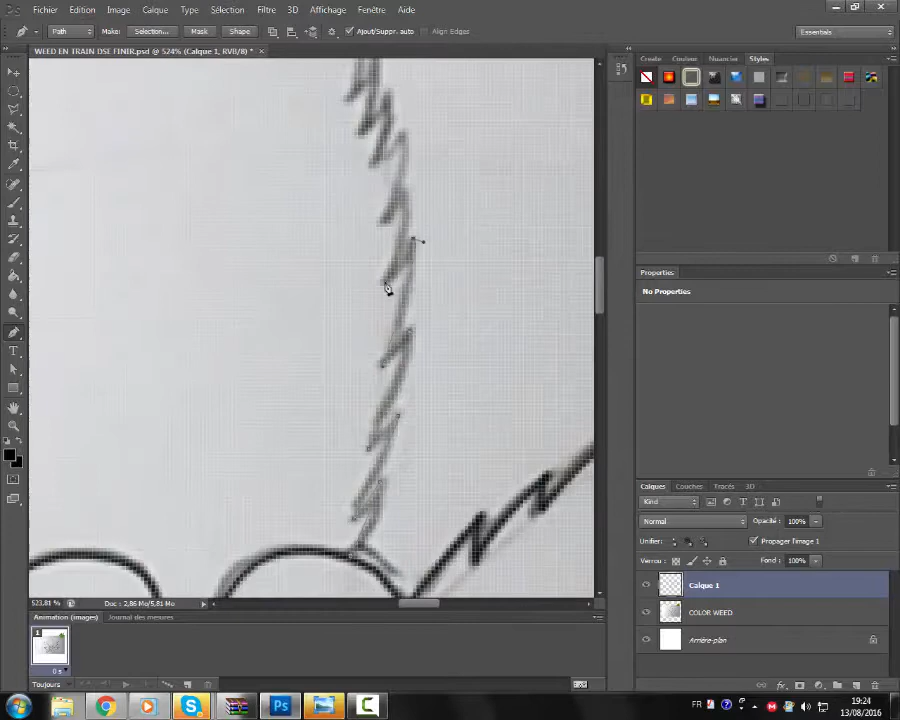 Fichier Edition Image Calque Type Sélection Filtre 3D Affichage Fenêtre Aide
Path Make: Selection... Mask Shape Ajout/Suppr. auto Align Edges Essentials
WEED EN TRAIN DSE FINIR.psd @ 524% (Calque 1, RVB/8) * ×
Create Couleur Nuancier Styles
Properties
No Properties
Calques Couches Tracés 3D
Kind
Normal Opacité : 100%
Unifier : Propager l'image 1
Verrou : Fond : 100%
Calque 1
COLOR WEED
Arrière-plan
523,81 % Doc : 2,86 Mo/5,81 Mo
Animation (images) Journal des mesures
1
0 s
Toujours
FR 19:24
13/08/2016